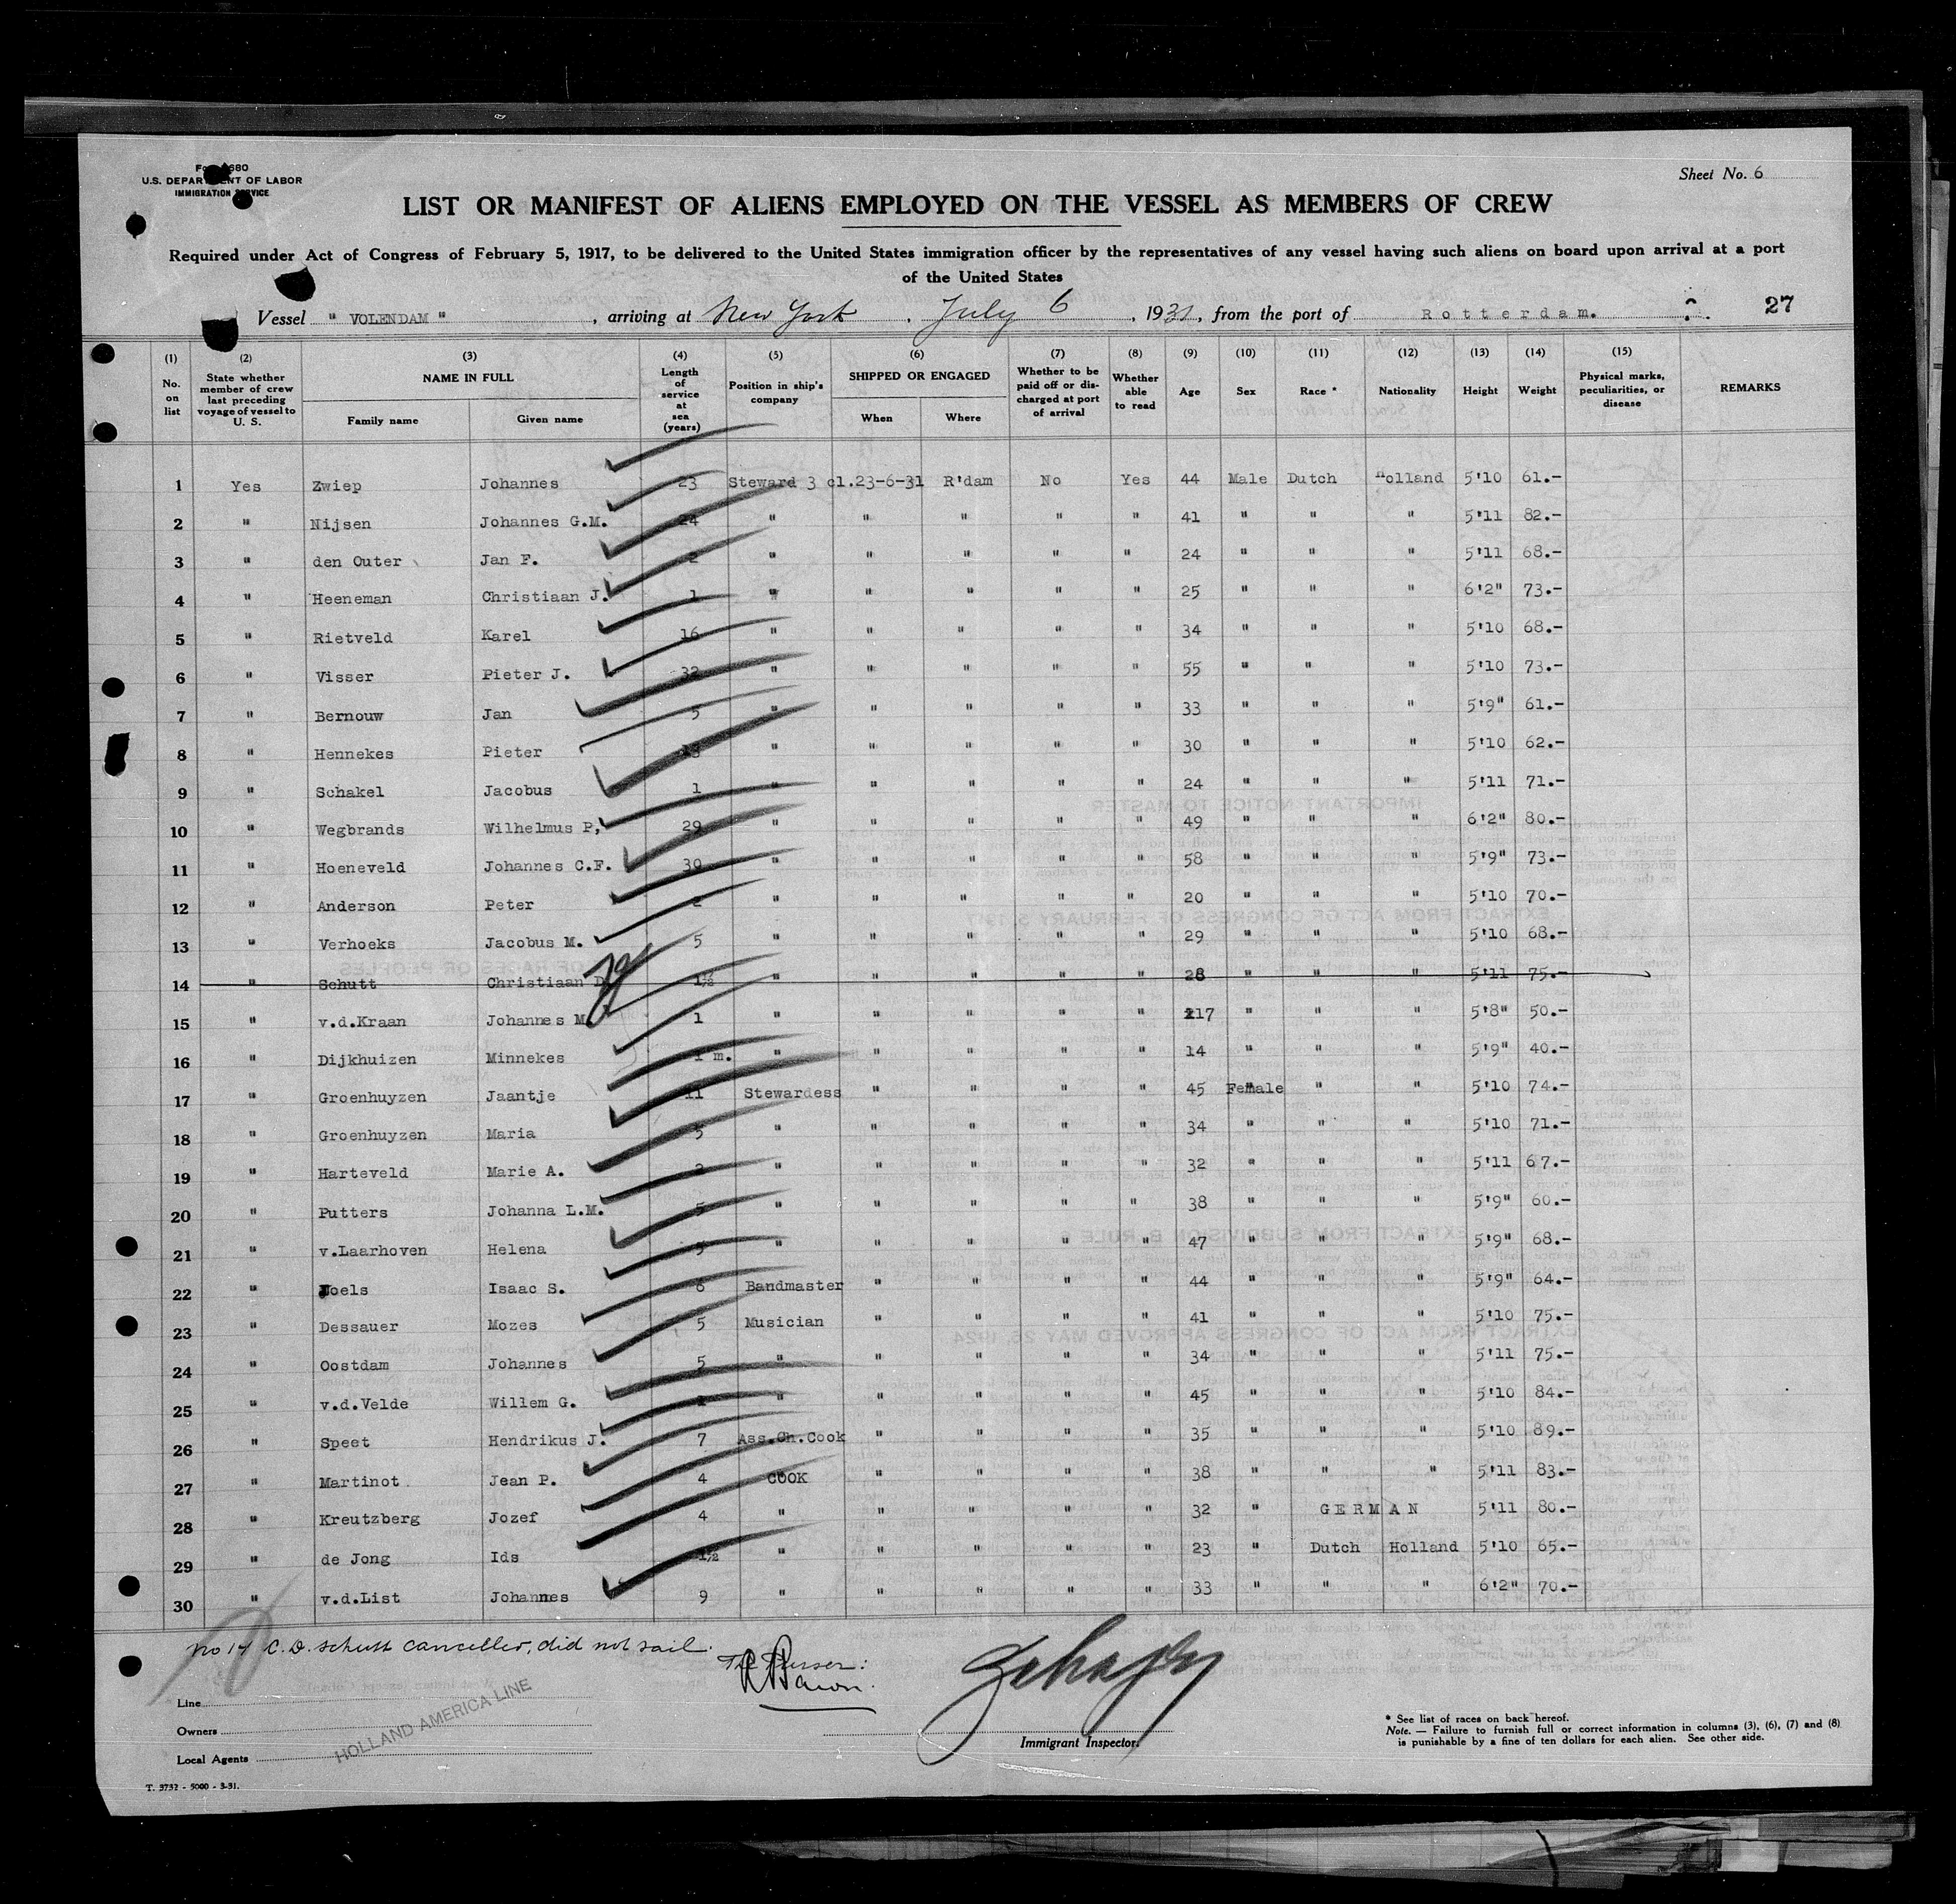 U.S. DEPARTMENT OF LABOR
IMMIGRATION SERVICE
Sheet No. 6
LIST OR MANIFEST OF ALIENS EMPLOYED ON THE VESSEL AS MEMBERS OF CREW
Required under Act of Congress of February 5, 1917, to be delivered to the United States immigration officer by the representatives of any vessel having such aliens on board upon arrival at a port
of the United States
Vessel " VOLENDAM " , arriving at New York , July 6 , 1931, from the port of Rotterdam. 27
(1) No. on list (2) State whether member of crew last preceding voyage of vessel to U. S. (3) NAME IN FULL Family name Given name (4) Length of service at sea (years) (5) Position in ship's company (6) SHIPPED OR ENGAGED When Where (7) Whether to be paid off or discharged at port of arrival (8) Whether able to read (9) Age (10) Sex (11) Race * (12) Nationality (13) Height (14) Weight (15) Physical marks, peculiarities, or disease REMARKS
1 Yes Zwiep Johannes 23 Steward 3 cl. 23-6-31 R'dam No Yes 44 Male Dutch Holland 5'10 61.-
2 " Nijsen Johannes G.M. 24 " " " " " 41 " " " 5'11 82.-
3 " den Outer Jan F. 2 " " " " " 24 " " " 5'11 68.-
4 " Heeneman Christiaan J. 1 " " " " " 25 " " " 6'2" 73.-
5 " Rietveld Karel 16 " " " " " 34 " " " 5'10 68.-
6 " Visser Pieter J. 32 " " " " " 55 " " " 5'10 73.-
7 " Bernouw Jan 5 " " " " " 33 " " " 5'9" 61.-
8 " Hennekes Pieter 13 " " " " " 30 " " " 5'10 62.-
9 " Schakel Jacobus 1 " " " " " 24 " " " 5'11 71.-
10 " Wegbrands Wilhelmus P, 29 " " " " " 49 " " " 6'2" 80.-
11 " Hoeneveld Johannes C.F. 30 " " " " " 58 " " " 5'9" 73.-
12 " Anderson Peter 2 " " " " " 20 " " " 5'10 70.-
13 " Verhoeks Jacobus M. 5 " " " " " 29 " " " 5'10 68.-
14 " Schutt Christiaan D. 1½ " " " " " 28 " " " 5'11 75.-
15 " v.d.Kraan Johannes M. 1 " " " " " 17 " " " 5'8" 50.-
16 " Dijkhuizen Minnekes 1 m. " " " " " 14 " " " 5'9" 40.-
17 " Groenhuyzen Jaantje 11 Stewardess " " " " 45 Female " " 5'10 74.-
18 " Groenhuyzen Maria 5 " " " " " 34 " " " 5'10 71.-
19 " Harteveld Marie A. 2 " " " " " 32 " " " 5'11 67.-
20 " Putters Johanna L.M. 5 " " " " " 38 " " " 5'9" 60.-
21 " v.Laarhoven Helena 5 " " " " " 47 " " " 5'9" 68.-
22 " Isaac S. 6 Bandmaster " " " " 44 " " " 5'9" 64.-
23 " Dessauer Mozes 5 Musician " " " " 41 " " " 5'10 75.-
24 " Oostdam Johannes 5 " " " " " 34 " " " 5'11 75.-
25 " v.d.Velde Willem G. 1 " " " " " 45 " " " 5'10 84.-
26 " Speet Hendrikus J. 7 Ass.Ch.Cook " " " " 35 " " " 5'10 89.-
27 " Martinot Jean P. 4 COOK " " " " 38 " " " 5'11 83.-
28 " Kreutzberg Jozef 4 " " " " " 32 " GERMAN 5'11 80.-
29 " de Jong Ids 1½ " " " " " 23 " Dutch Holland 5'10 65.-
30 " v.d.List Johannes 9 " " " " " 33 " " " 6'2" 70.-
No 14 C.D. Schutt canceller, did not sail.
The Purser:
Line
Owners
Local Agents
HOLLAND AMERICA LINE
Immigrant Inspector.
* See list of races on back hereof.
Note. — Failure to furnish full or correct information in columns (3), (6), (7) and (8)
is punishable by a fine of ten dollars for each alien. See other side.
T. 3732 - 5000 - 3-31.